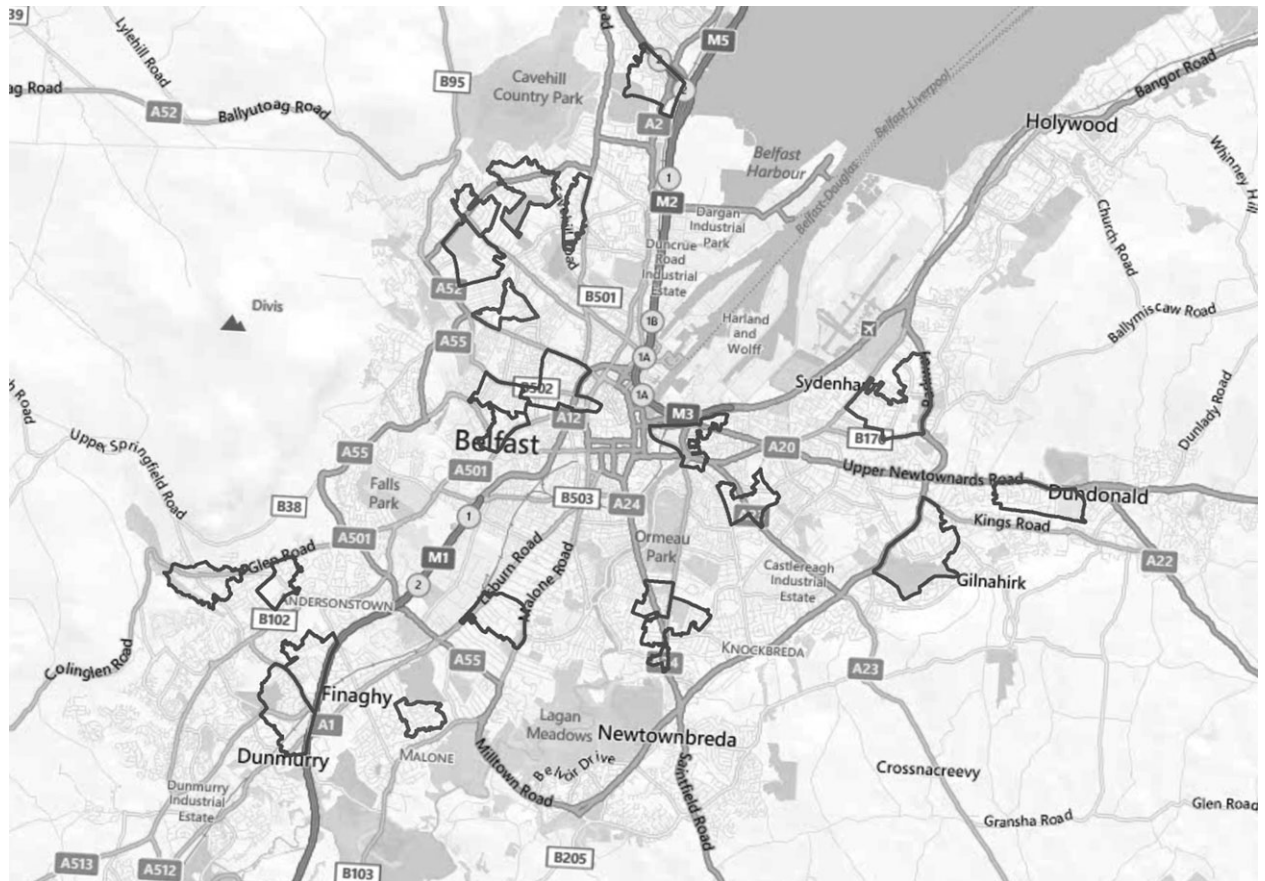 B39
Lylehill Road
B95
Cavehill
Country Park
M5
Bangor Road
Holywood
Whinney Hill
A52
Ballyutoag Road
A2
Belfast-Liverpool
Belfast
Harbour
1
M2
Dargan
Industrial
Park
Belfast-Douglas
Church Road
Duncrue
Road
Industrial
Estate
A52
B501
Divis
1B
Harland
and
Wolff
Ballymiscaw Road
A55
1A
Sydenham
B502
1A
M3
A12
Dunlady Road
Belfast
B170
A20
Upper Springfield Road
A55
A501
Upper Newtownards Road
Dundonald
Falls
Park
B38
B503
A24
1
Kings Road
Ormeau
Park
A501
M1
Lisburn Road
Malone Road
A22
Glen Road
2
Castlereagh
Industrial
Estate
Gilnahirk
ANDERSONSTOWN
B102
KNOCKBREDA
A55
A23
Colinglen Road
Finaghy
A1
Lagan
Meadows
Newtownbreda
MALONE
Dunmurry
Milltown Road
Belvoir Drive
Saintfield Road
Crossnacreevy
Dunmurry
Industrial
Estate
Glen Road
Gransha Road
B205
A513
A512
B103